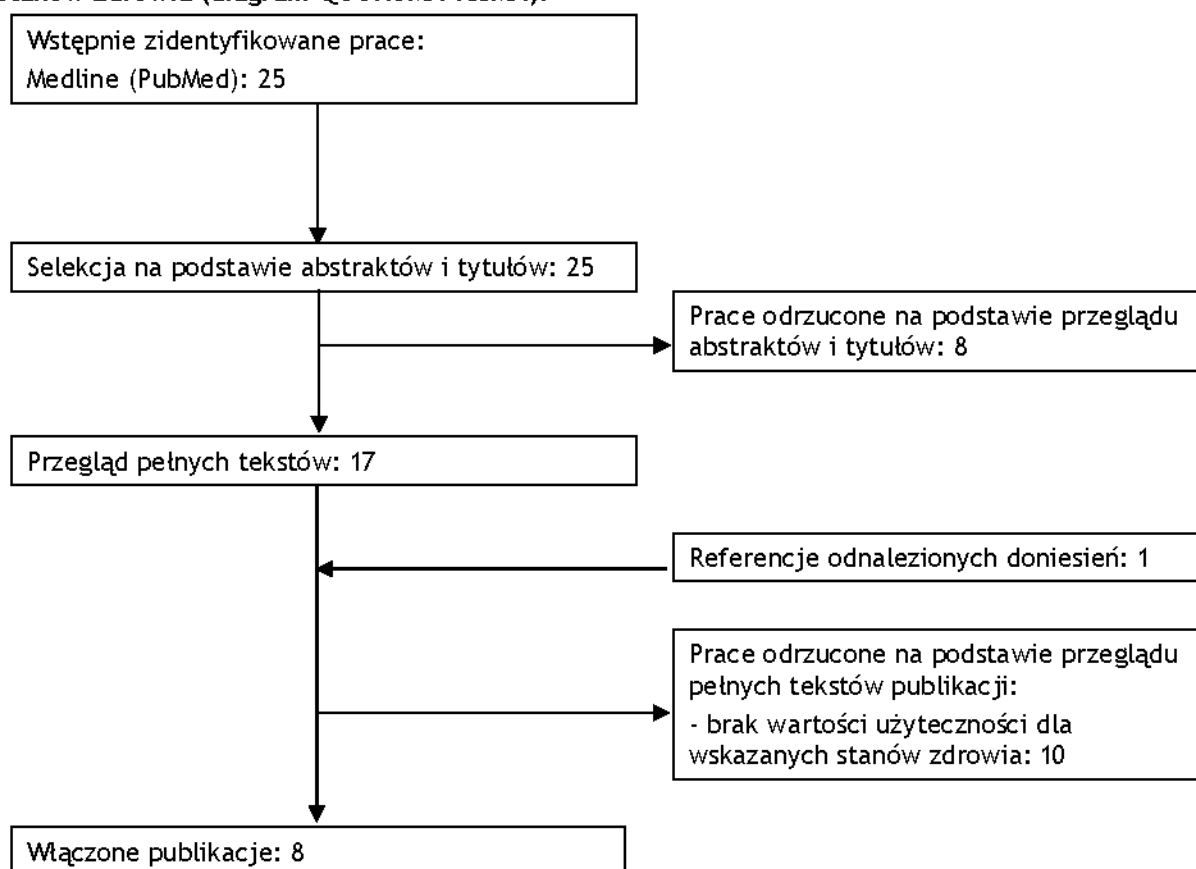 Wstępnie zidentyfikowane prace:
Medline (PubMed): 25
Selekcja na podstawie abstraktów i tytułów: 25
Prace odrzucone na podstawie przeglądu
abstraktów i tytułów: 8
Przegląd pełnych tekstów: 17
Referencje odnalezionych doniesień: 1
Prace odrzucone na podstawie przeglądu
pełnych tekstów publikacji:
- brak wartości użyteczności dla
wskazanych stanów zdrowia: 10
Włączone publikacje: 8